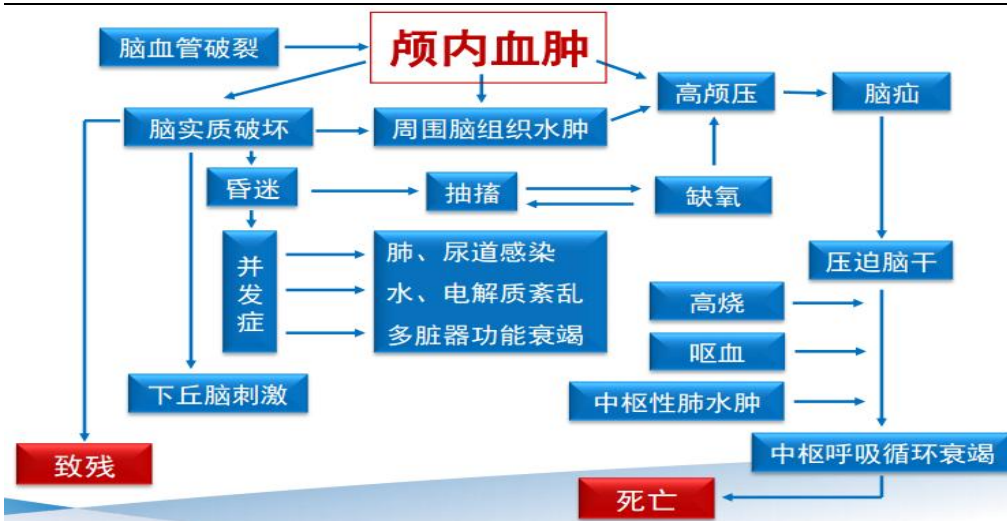 颅内血肿
脑血管破裂
高颅压
脑疝
脑实质破坏
周围脑组织水肿
昏迷
抽搐
缺氧
并发症
肺、尿道感染
水、电解质紊乱
多脏器功能衰竭
压迫脑干
高烧
呕血
下丘脑刺激
中枢性肺水肿
中枢呼吸循环衰竭
致残
死亡